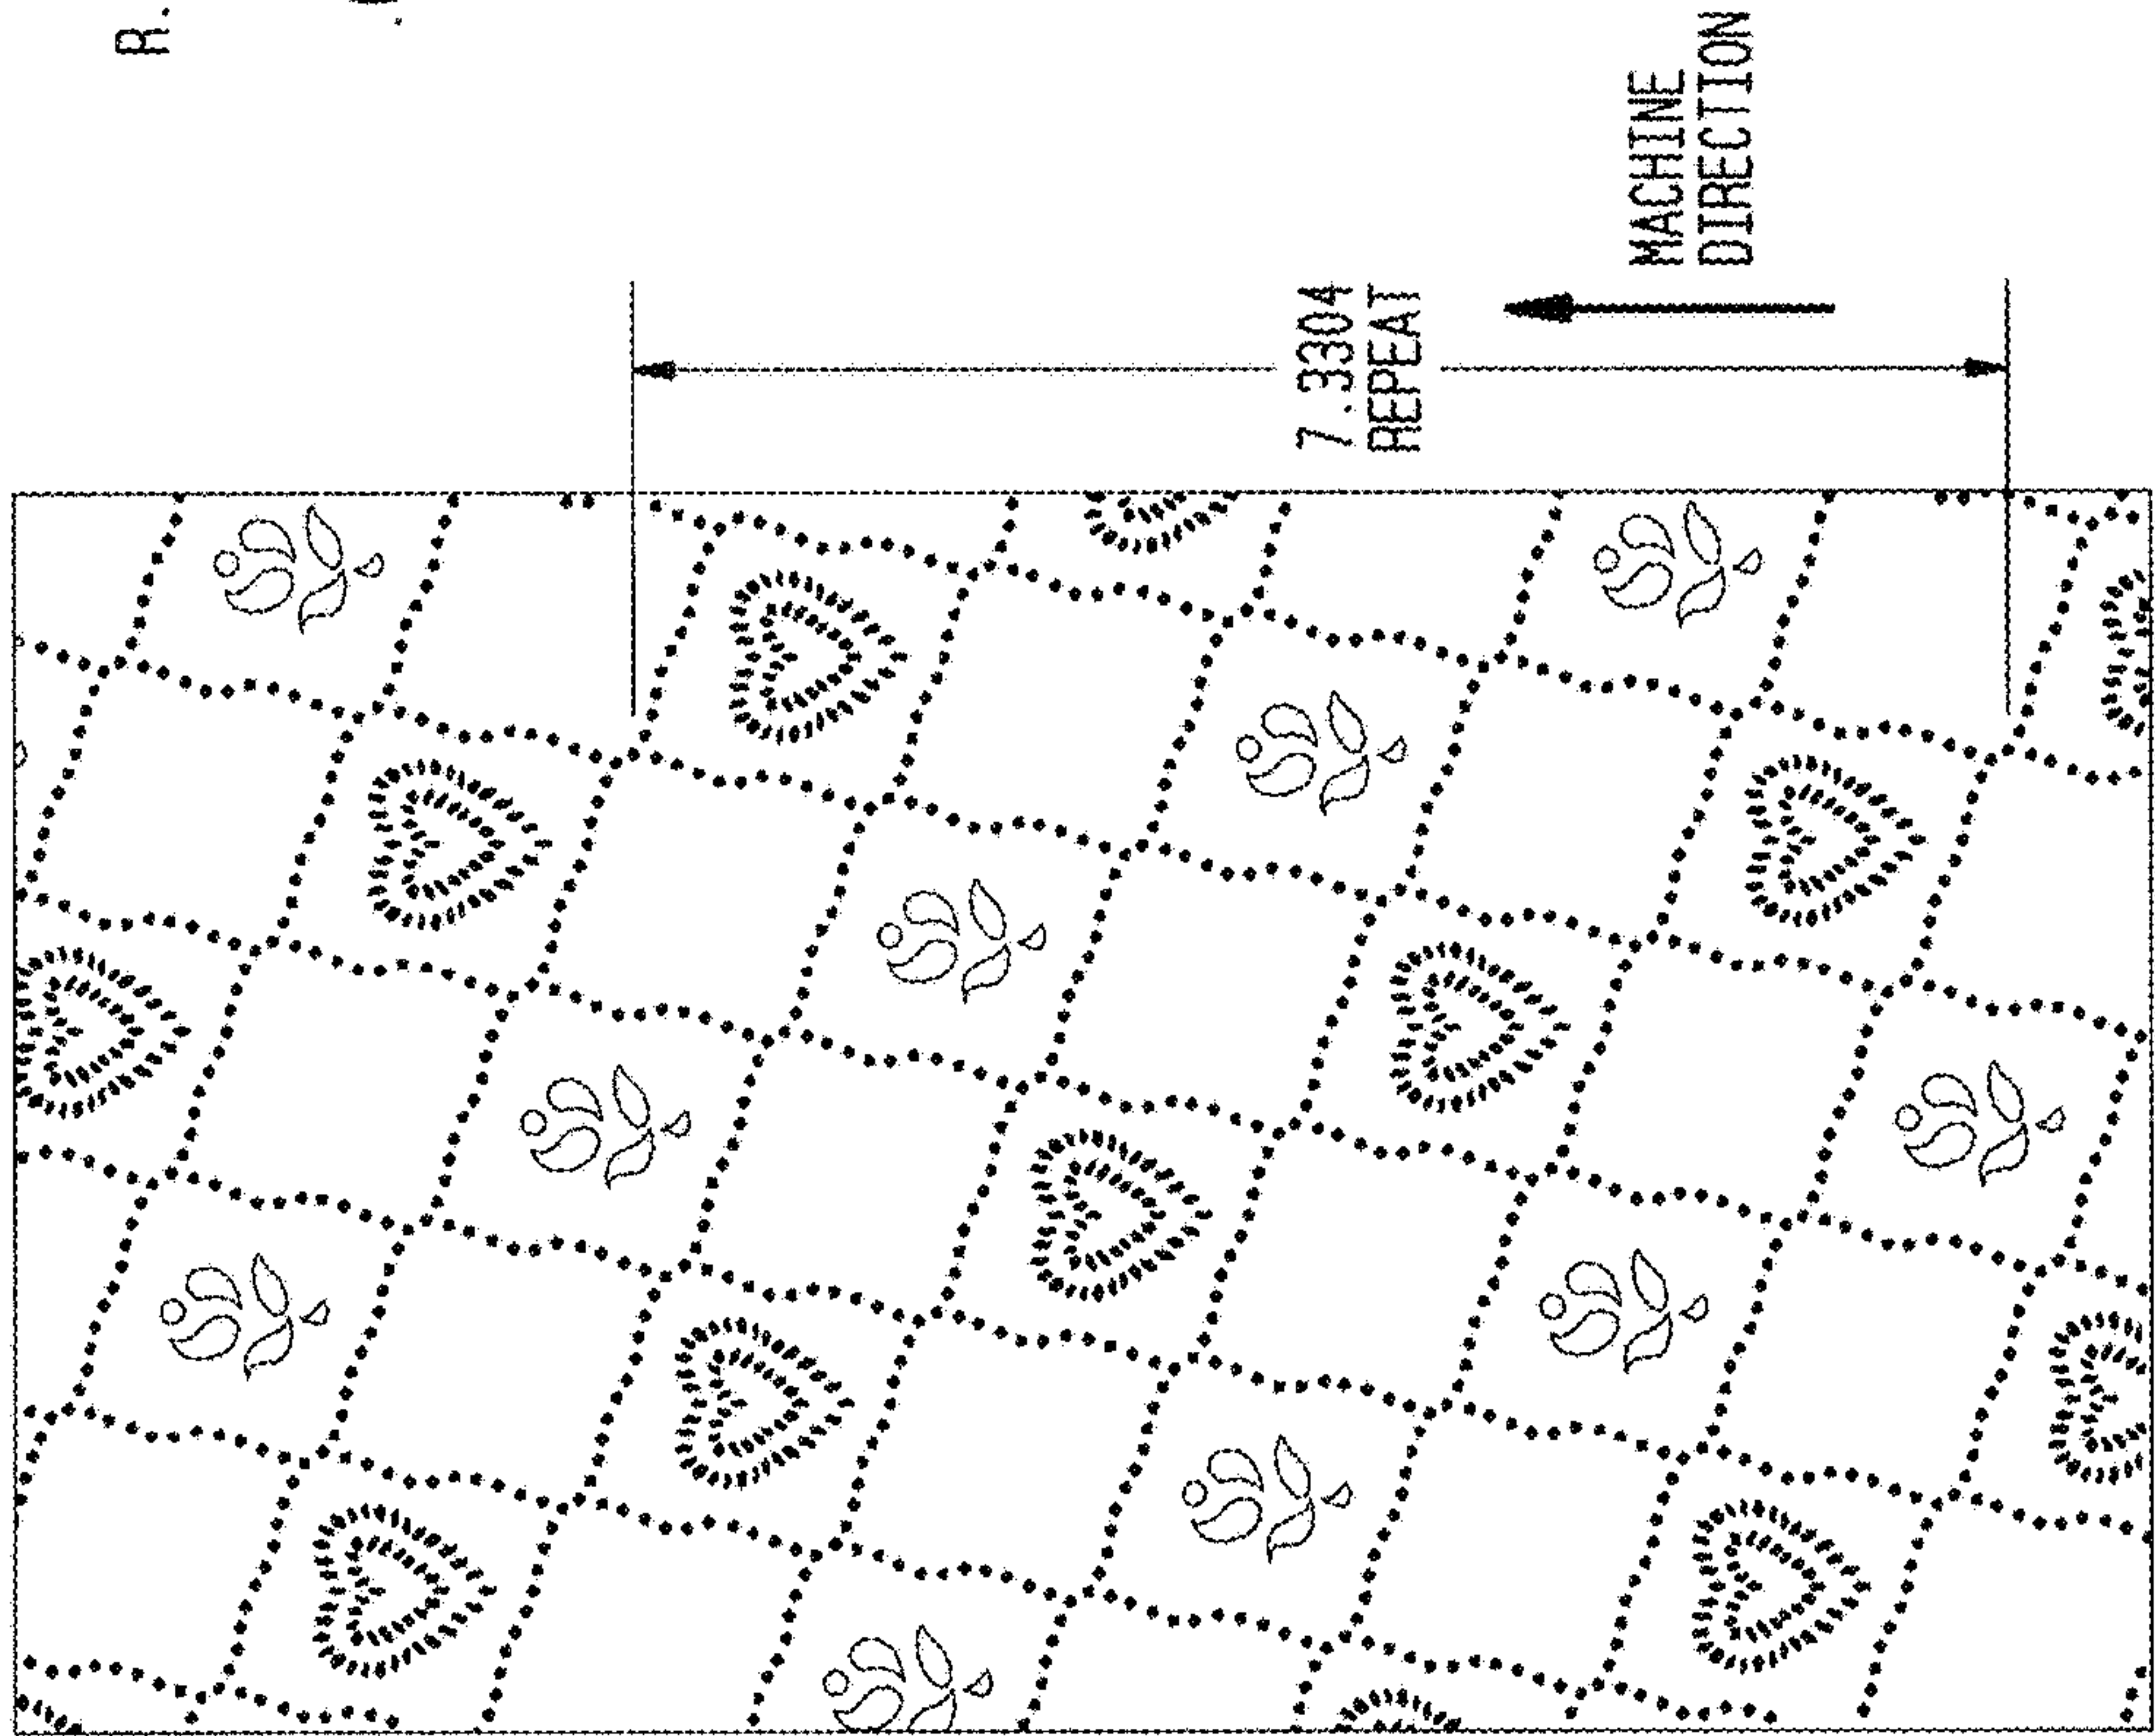 R.
7.3304
REPEAT
MACHINE
DIRECTION